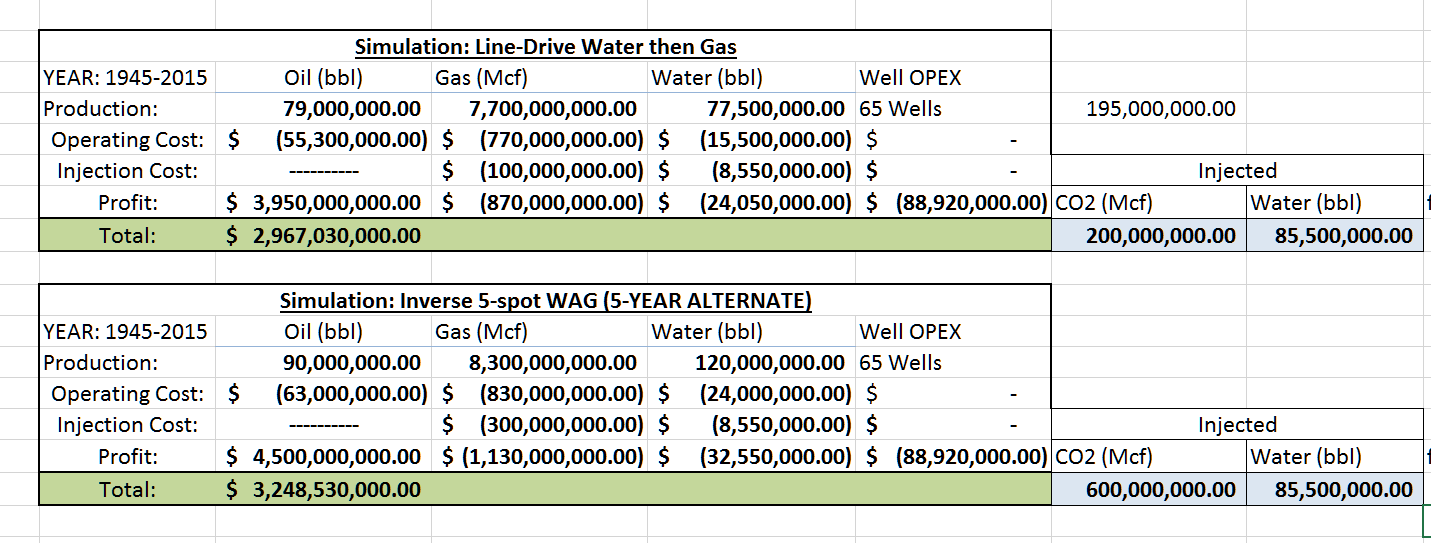 Simulation: Line-Drive Water then Gas
YEAR: 1945-2015 Oil (bbl) Gas (Mcf) Water (bbl) Well OPEX
Production: 79,000,000.00 7,700,000,000.00 77,500,000.00 65 Wells 195,000,000.00
Operating Cost: $ (55,300,000.00) $ (770,000,000.00) $ (15,500,000.00) $ -
Injection Cost: ---------- $ (100,000,000.00) $ (8,550,000.00) $ - Injected
Profit: $ 3,950,000,000.00 $ (870,000,000.00) $ (24,050,000.00) $ (88,920,000.00) CO2 (Mcf) Water (bbl)
Total: $ 2,967,030,000.00 200,000,000.00 85,500,000.00
Simulation: Inverse 5-spot WAG (5-YEAR ALTERNATE)
YEAR: 1945-2015 Oil (bbl) Gas (Mcf) Water (bbl) Well OPEX
Production: 90,000,000.00 8,300,000,000.00 120,000,000.00 65 Wells
Operating Cost: $ (63,000,000.00) $ (830,000,000.00) $ (24,000,000.00) $ -
Injection Cost: ---------- $ (300,000,000.00) $ (8,550,000.00) $ - Injected
Profit: $ 4,500,000,000.00 $ (1,130,000,000.00) $ (32,550,000.00) $ (88,920,000.00) CO2 (Mcf) Water (bbl)
Total: $ 3,248,530,000.00 600,000,000.00 85,500,000.00